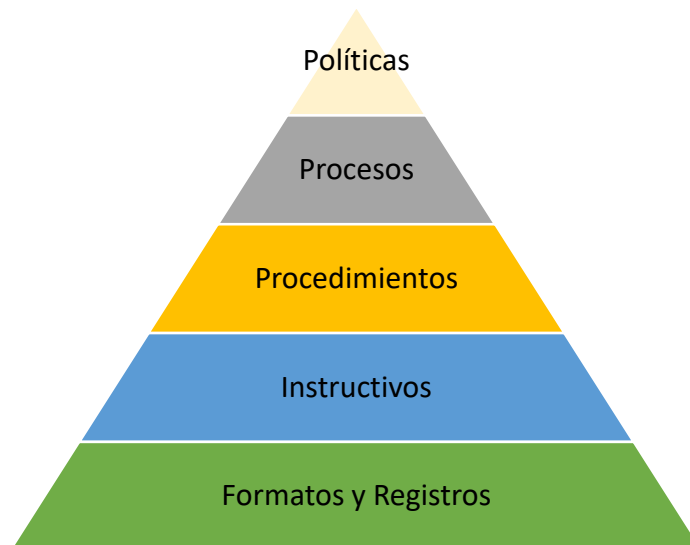 Políticas
Procesos
Procedimientos
Instructivos
Formatos y Registros